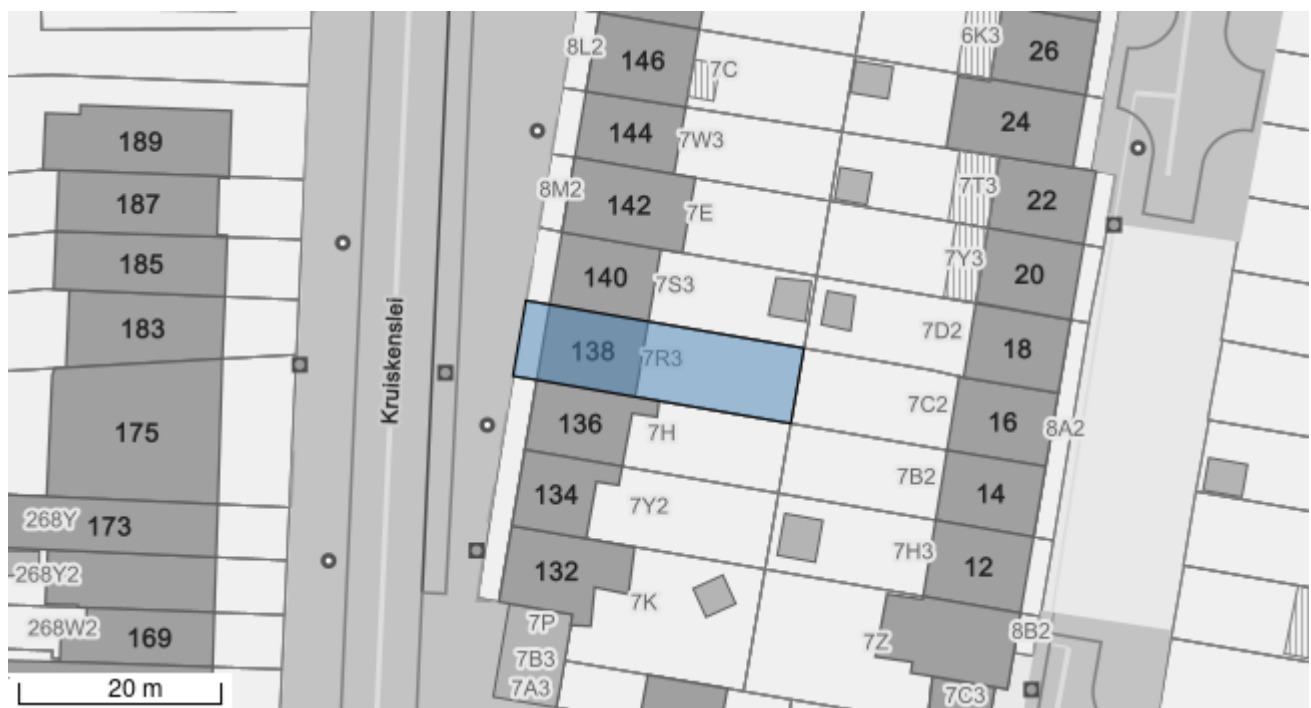 8L2
146
7C
6K3
26
189
144
7W3
24
187
8M2
142
7E
7T3
22
185
140
7S3
7Y3
20
183
138
7R3
7D2
18
Kruiskenslei
175
136
7H
7C2
16
8A2
134
7Y2
7B2
14
268Y
173
7H3
12
268Y2
132
7K
268W2
169
7P
7Z
8B2
7B3
7A3
7C3
20 m